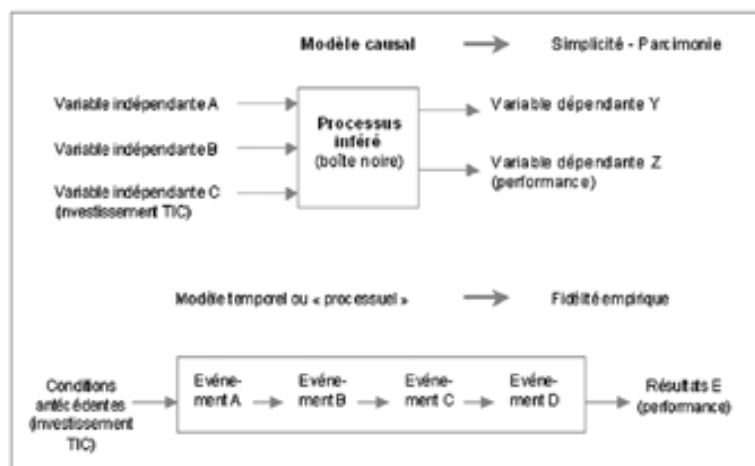 Modèle causal
Simplicité - Parcimonie
Variable indépendante A
Variable indépendante B
Variable indépendante C
(investissement TIC)
Processus
inféré
(boîte noire)
Variable dépendante Y
Variable dépendante Z
(performance)
Modèle temporel ou « processuel »
Fidélité empirique
Conditions
antécédentes
(investissement
TIC)
Evéne-
ment A
Evéne-
ment B
Evéne-
ment C
Evéne-
ment D
Résultats E
(performance)